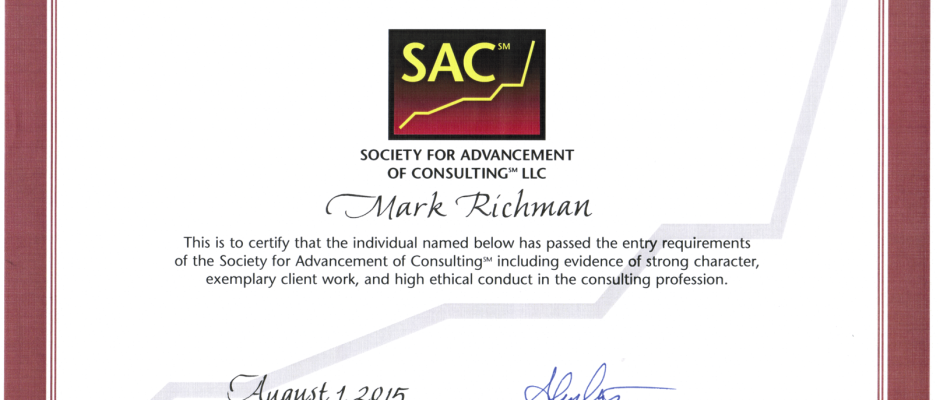 SAC℠
SOCIETY FOR ADVANCEMENT
OF CONSULTING℠ LLC
Mark Richman
This is to certify that the individual named below has passed the entry requirements
of the Society for Advancement of Consulting℠ including evidence of strong character,
exemplary client work, and high ethical conduct in the consulting profession.
August 1, 2015